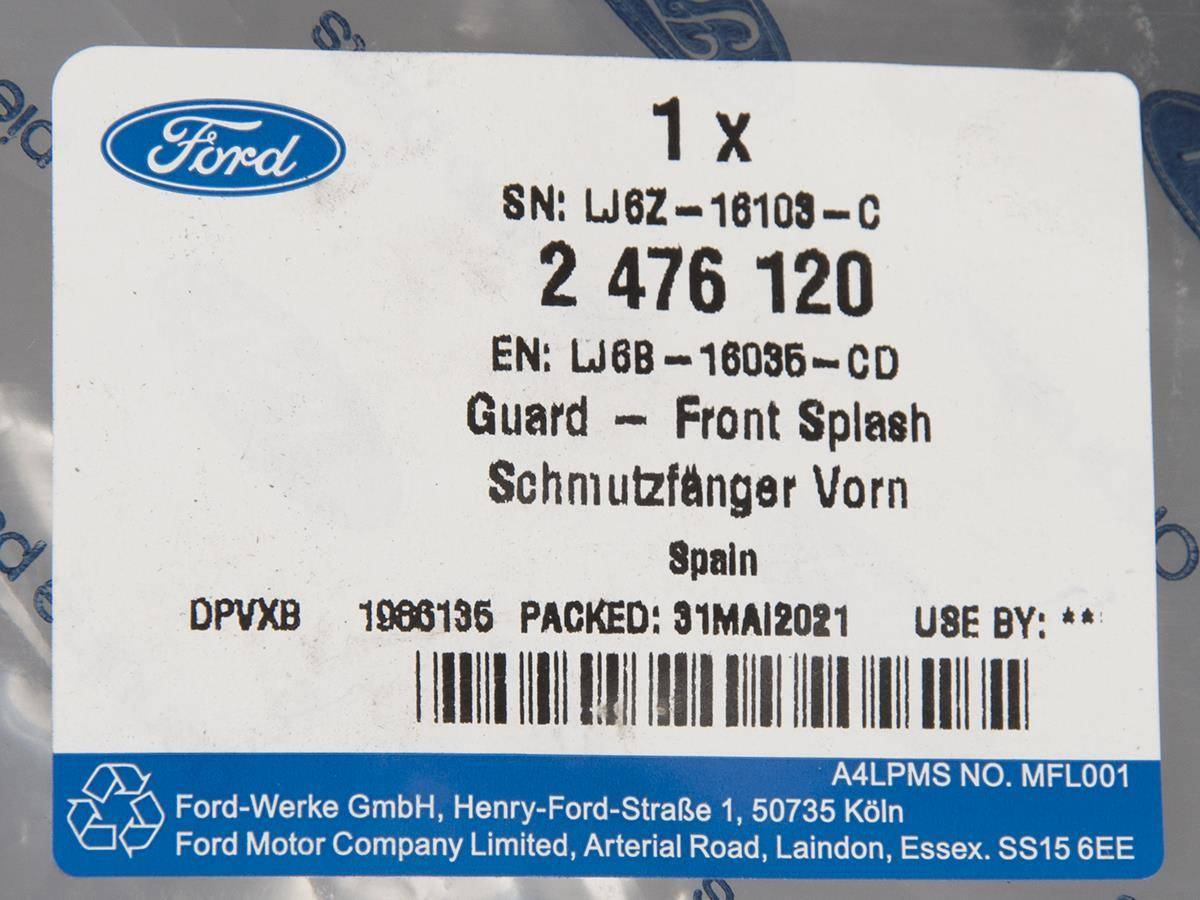 Ford
1 x
SN: LJ6Z-16103-C
2 476 120
EN: LJ6B-16035-CD
Guard - Front Splash
Schmutzfänger Vorn
Spain
DPVXB 1986135 PACKED: 31MAI2021 USE BY: **
A4LPMS NO. MFL001
Ford-Werke GmbH, Henry-Ford-Straße 1, 50735 Köln
Ford Motor Company Limited, Arterial Road, Laindon, Essex. SS15 6EE